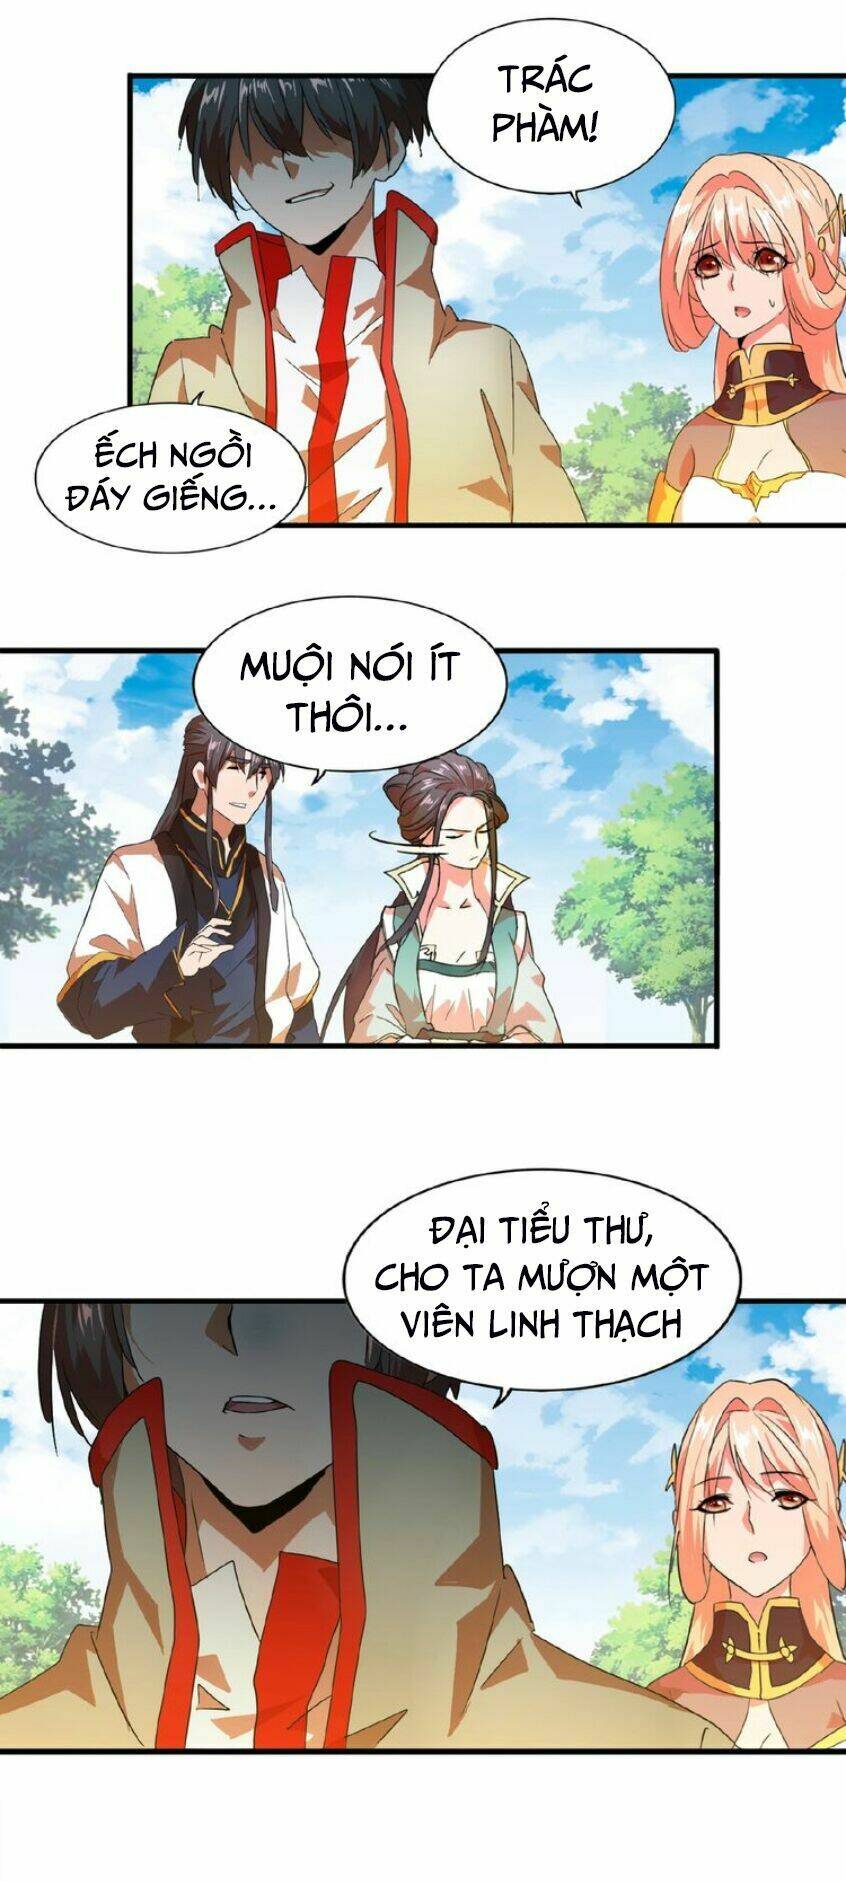 TRÁC
PHÀM!
ẾCH NGỒI
ĐÁY GIẾNG...
MUỘI NÓI ÍT
THÔI...
ĐẠI TIỂU THƯ,
CHO TA MƯỢN MỘT
VIÊN LINH THẠCH